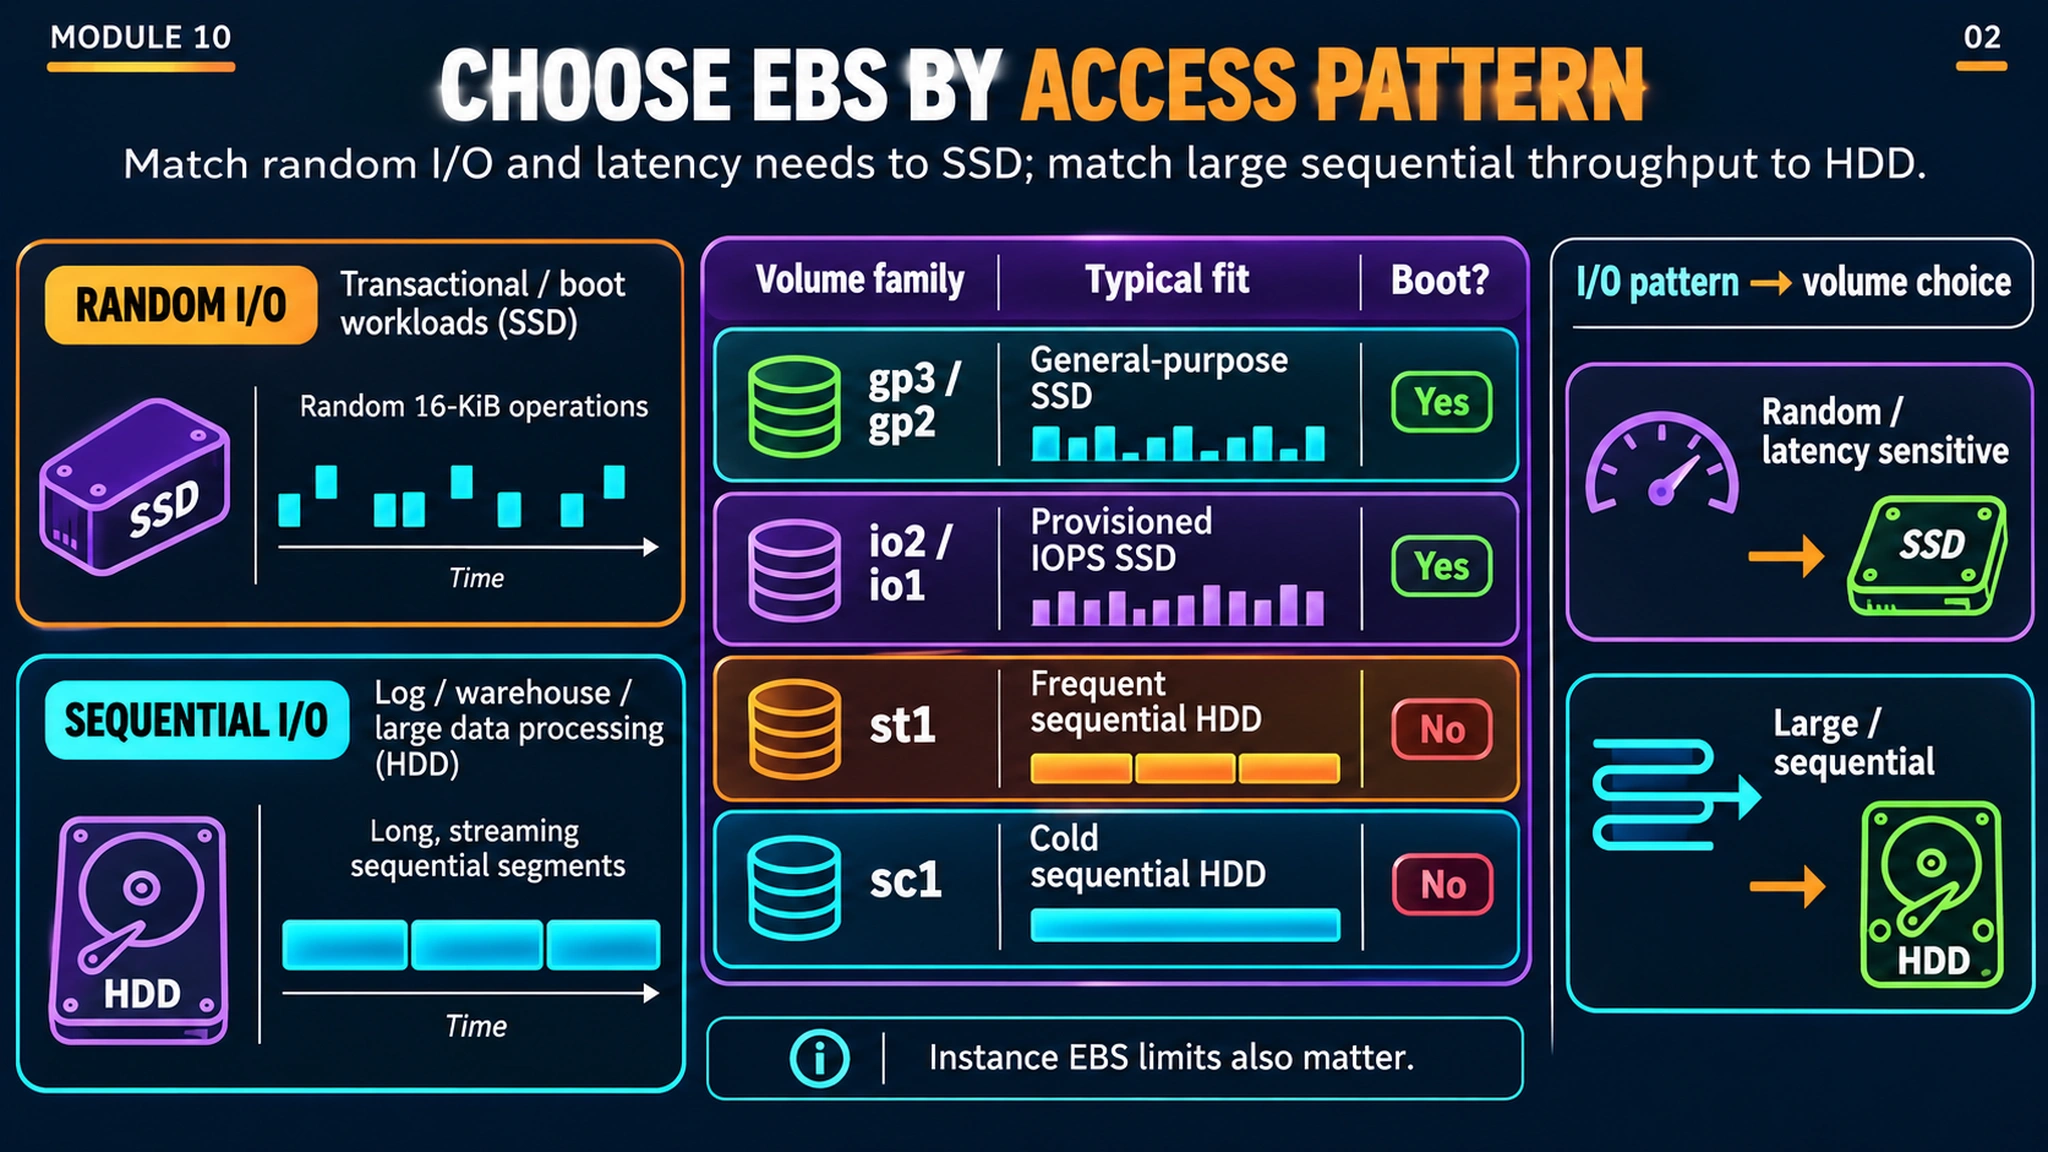 MODULE 10
02
CHOOSE EBS BY ACCESS PATTERN
Match random I/O and latency needs to SSD; match large sequential throughput to HDD.
RANDOM I/O
Transactional / boot
workloads (SSD)
SSD
Random 16-KiB operations
Time
SEQUENTIAL I/O
Log / warehouse /
large data processing
(HDD)
HDD
Long, streaming
sequential segments
Time
Volume family
Typical fit
Boot?
gp3 /
gp2
General-purpose
SSD
Yes
io2 /
io1
Provisioned
IOPS SSD
Yes
st1
Frequent
sequential HDD
No
sc1
Cold
sequential HDD
No
Instance EBS limits also matter.
I/O pattern → volume choice
Random /
latency sensitive
SSD
Large /
sequential
HDD